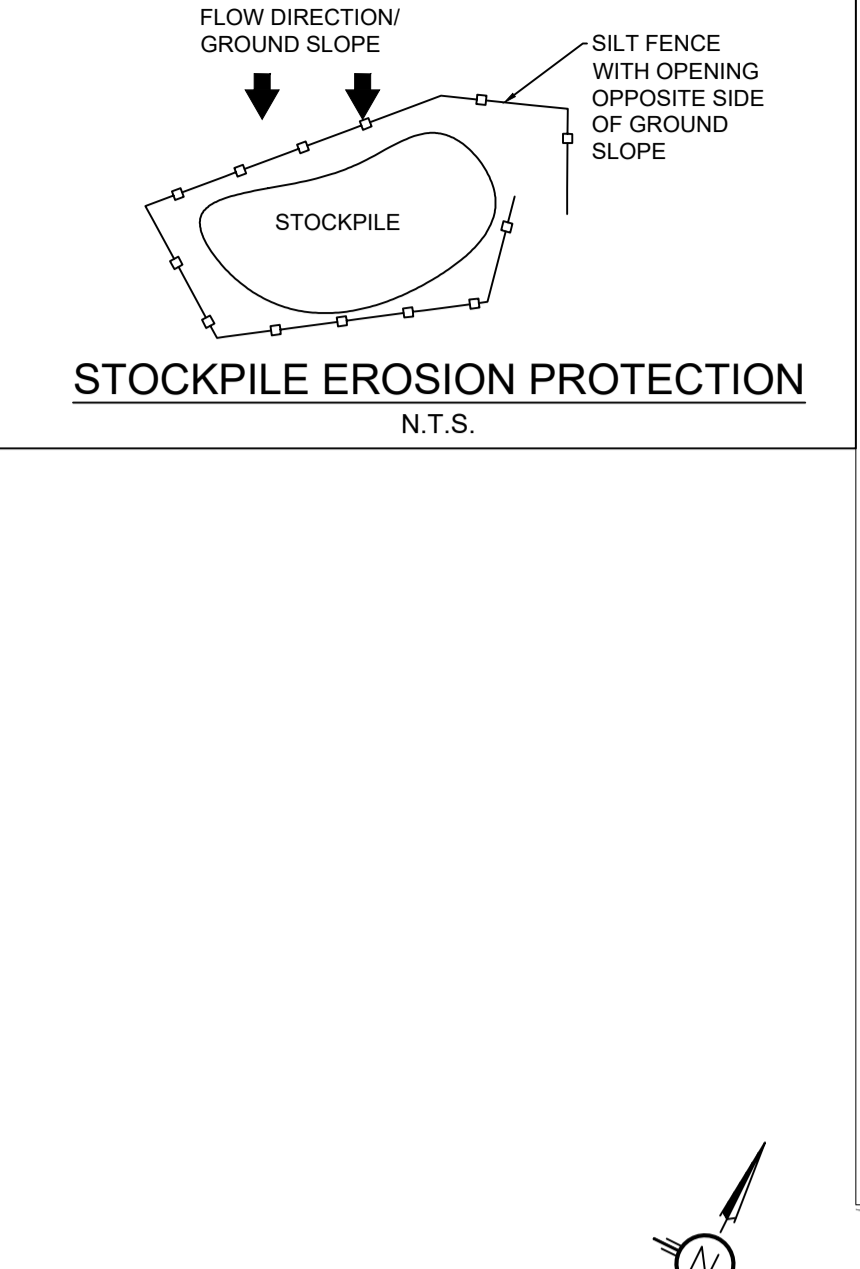 FLOW DIRECTION/
GROUND SLOPE
SILT FENCE
WITH OPENING
OPPOSITE SIDE
OF GROUND
SLOPE
STOCKPILE
STOCKPILE EROSION PROTECTION
N.T.S.
N